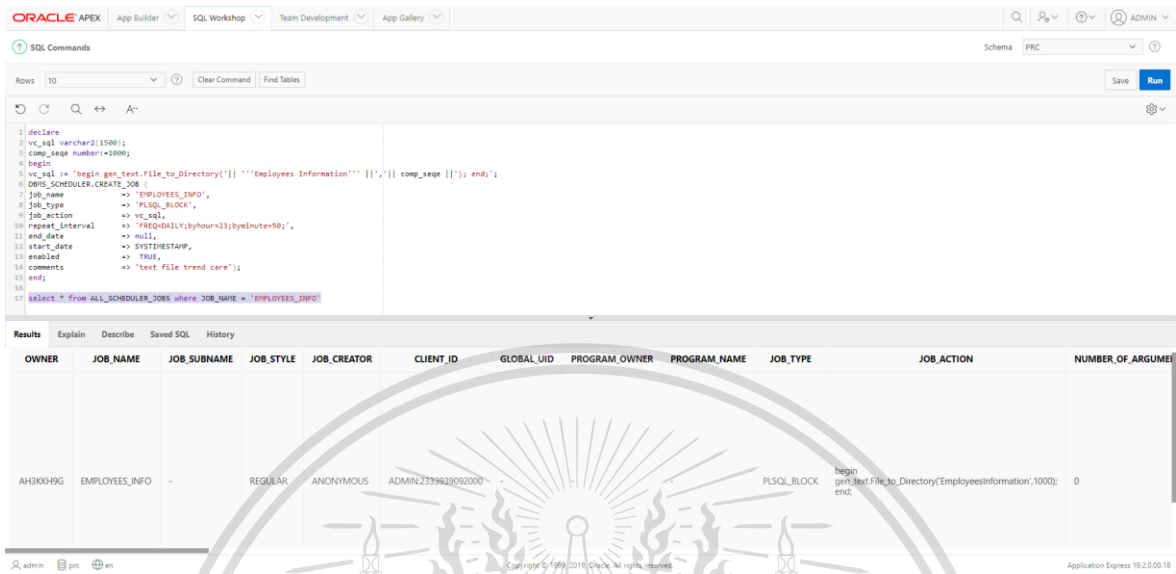 ORACLE APEX App Builder SQL Workshop Team Development App Gallery ADMIN
SQL Commands Schema PRC
Rows 10 Clear Command Find Tables Save Run
1 declare
2 vc_sql varchar2(1500);
3 comp_seqe number:=1000;
4 begin
5 vc_sql := 'begin gen_text.File_to_Directory('|| '''Employees Information''' ||','|| comp_seqe ||'); end;';
6 DBMS_SCHEDULER.CREATE_JOB (
7 job_name => 'EMPLOYEES_INFO',
8 job_type => 'PLSQL_BLOCK',
9 job_action => vc_sql,
10 repeat_interval => 'FREQ=DAILY;byhour=23;byminute=50;',
11 end_date => null,
12 start_date => SYSTIMESTAMP,
13 enabled => TRUE,
14 comments => 'text file trend care');
15 end;
16
17 select * from ALL_SCHEDULER_JOBS where JOB_NAME = 'EMPLOYEES_INFO'
Results Explain Describe Saved SQL History
OWNER JOB_NAME JOB_SUBNAME JOB_STYLE JOB_CREATOR CLIENT_ID GLOBAL_UID PROGRAM_OWNER PROGRAM_NAME JOB_TYPE JOB_ACTION NUMBER_OF_ARGUME
AH3KKH9G EMPLOYEES_INFO - REGULAR ANONYMOUS ADMIN:2333939092000 - - - PLSQL_BLOCK begin
gen_text.File_to_Directory('EmployeesInformation',1000); 0
end;
admin prc en Copyright © 1999, 2019, Oracle. All rights reserved. Application Express 19.2.0.00.18